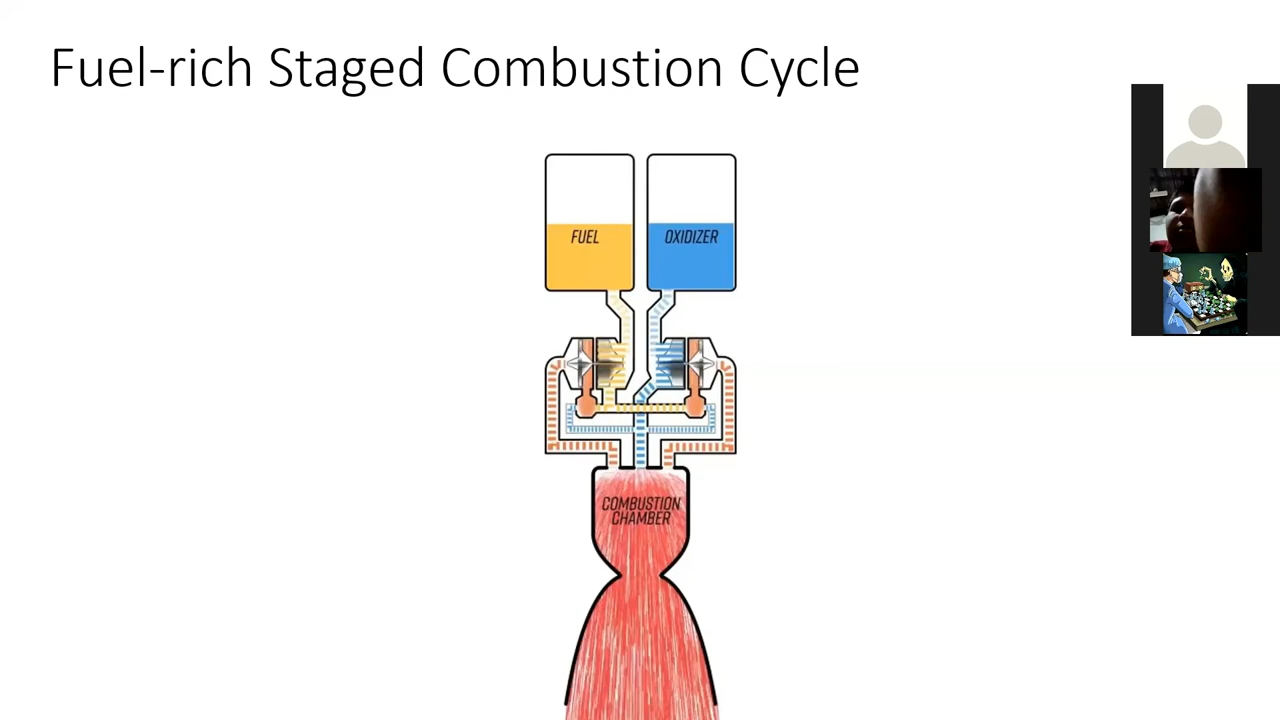 Fuel-rich Staged Combustion Cycle
FUEL
OXIDIZER
COMBUSTION
CHAMBER